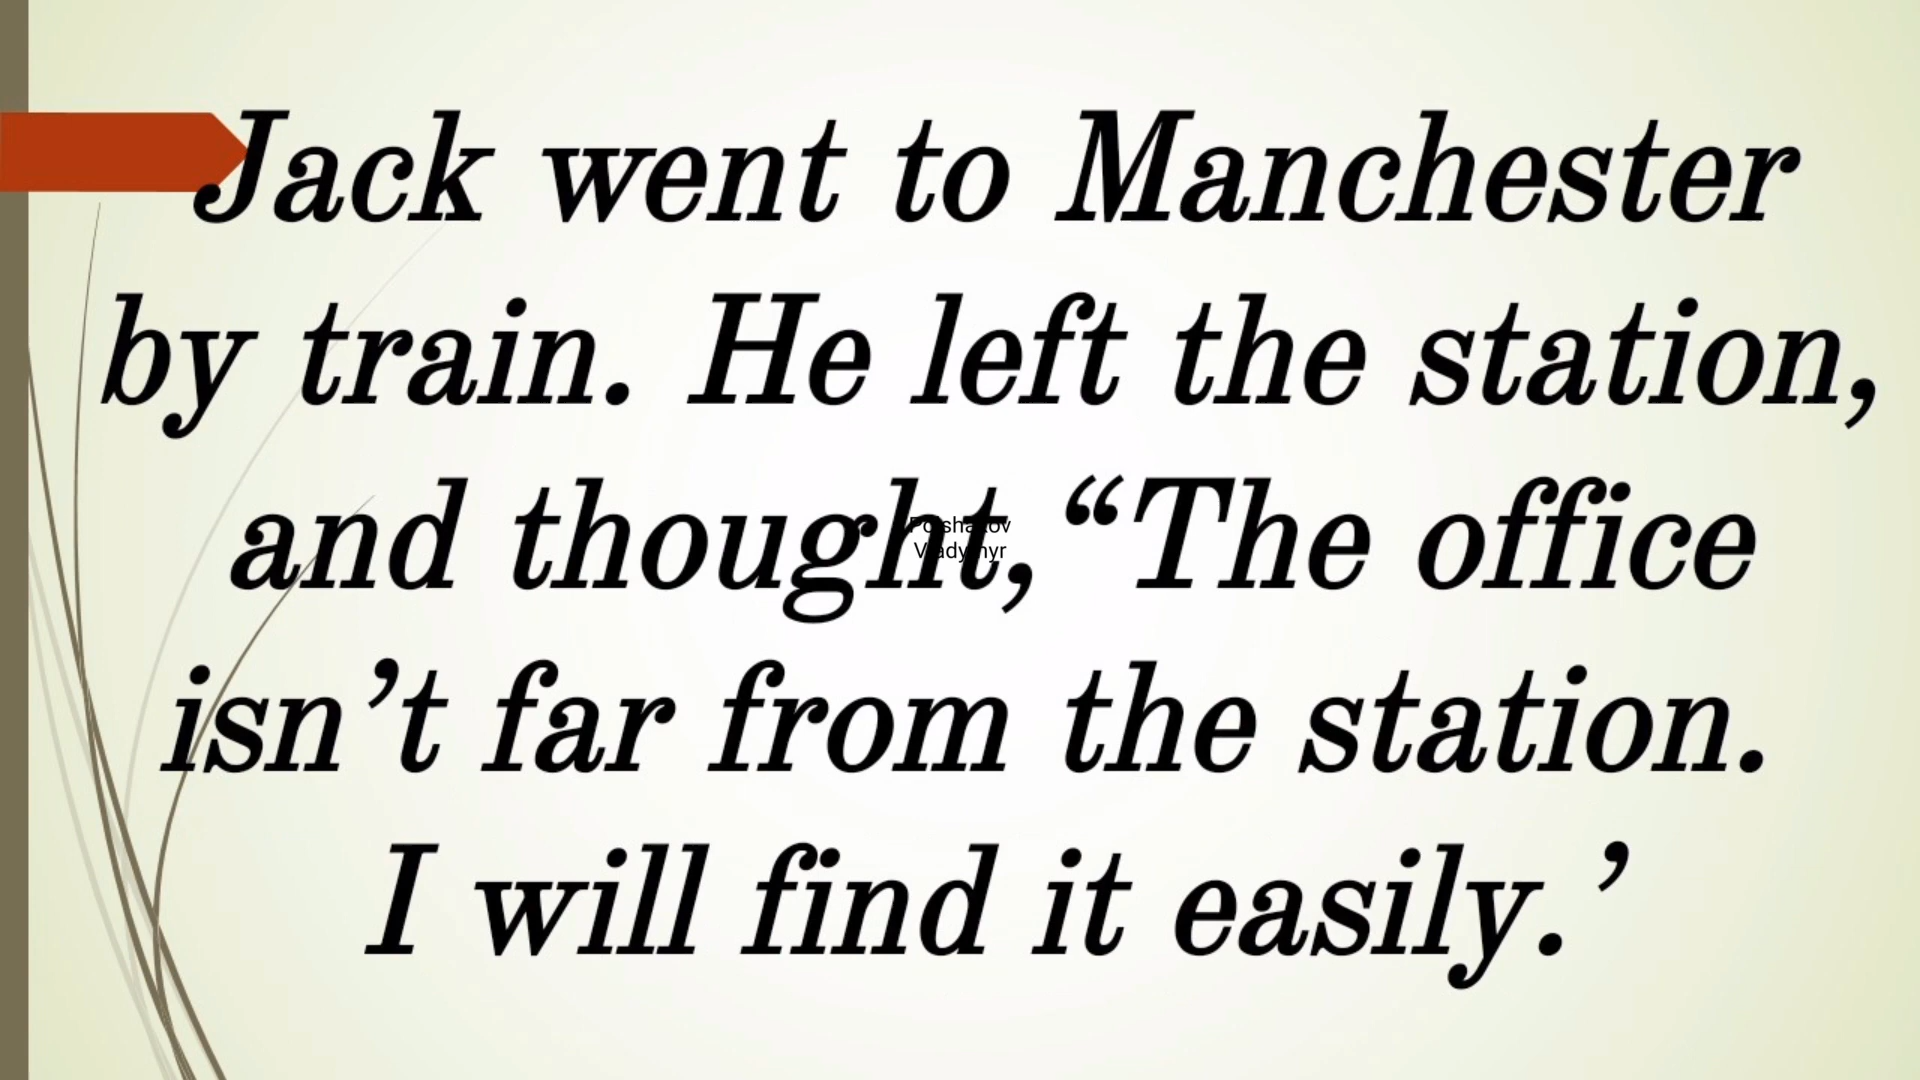 Jack went to Manchester
by train. He left the station,
and thought, “The office
isn’t far from the station.
I will find it easily.’